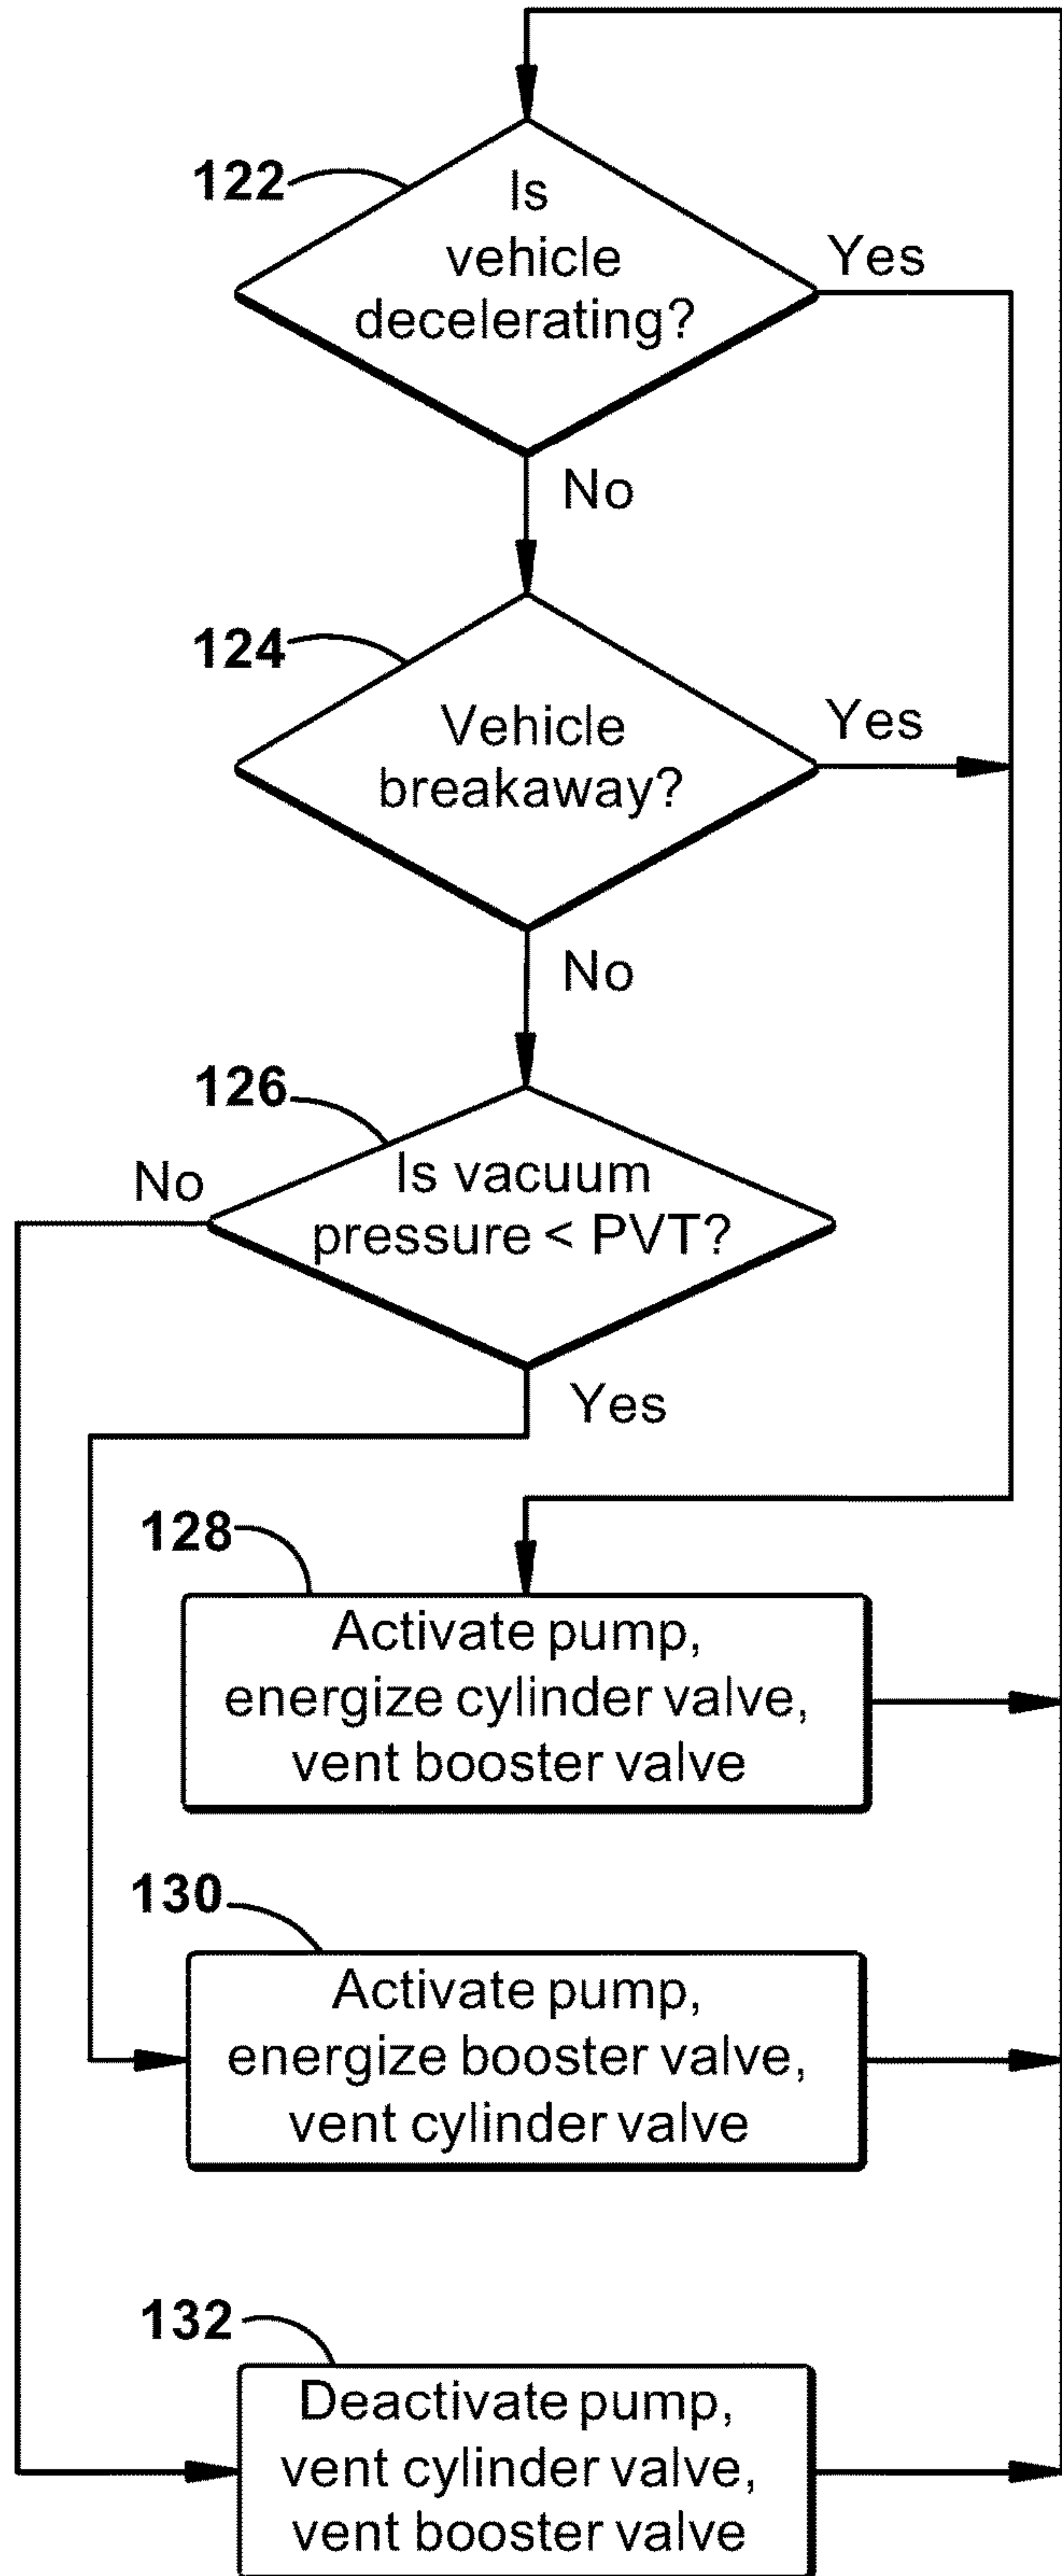 122
Is
vehicle
decelerating?
Yes
No
124
Vehicle
breakaway?
Yes
No
126
No
Is vacuum
pressure < PVT?
Yes
128
Activate pump,
energize cylinder valve,
vent booster valve
130
Activate pump,
energize booster valve,
vent cylinder valve
132
Deactivate pump,
vent cylinder valve,
vent booster valve